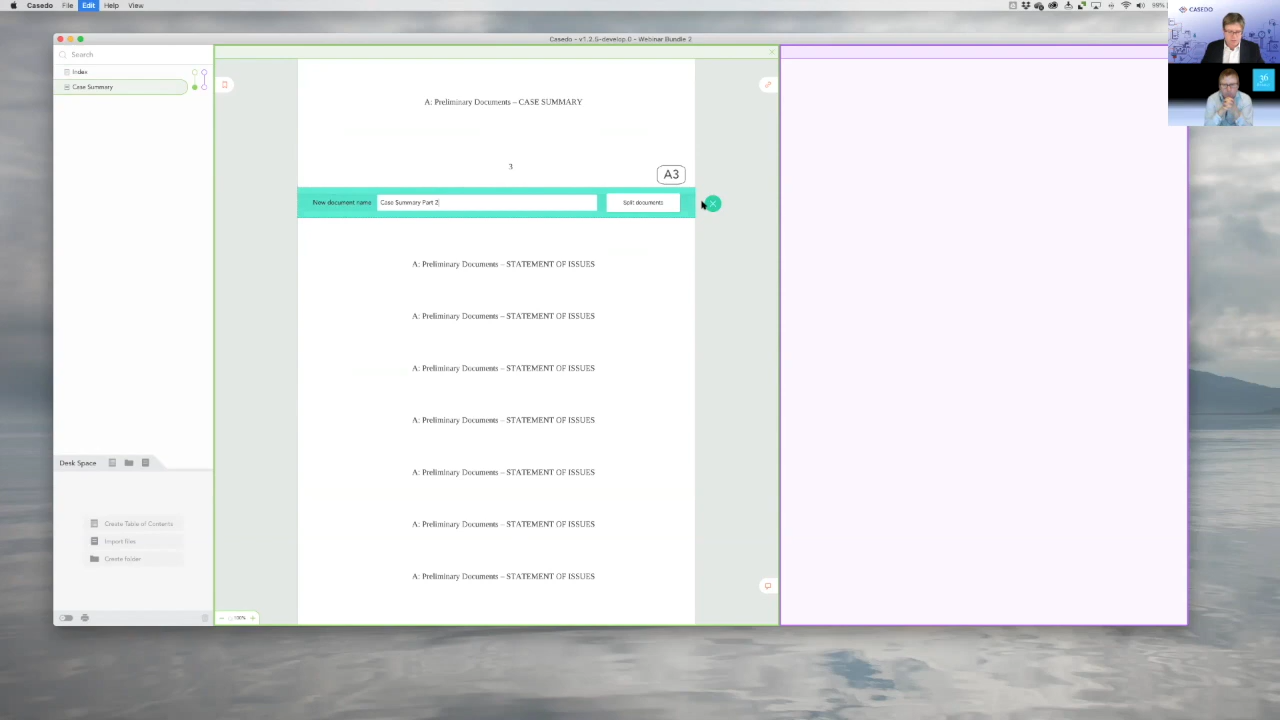 Casedo File Edit Help View
99%
CASEDO
Casedo - v1.2.5-develop.0 - Webinar Bundle 2
Search
Index
Case Summary
A: Preliminary Documents – CASE SUMMARY
3
A3
New document name Case Summary Part 2 Split documents
A: Preliminary Documents – STATEMENT OF ISSUES
A: Preliminary Documents – STATEMENT OF ISSUES
A: Preliminary Documents – STATEMENT OF ISSUES
A: Preliminary Documents – STATEMENT OF ISSUES
A: Preliminary Documents – STATEMENT OF ISSUES
A: Preliminary Documents – STATEMENT OF ISSUES
A: Preliminary Documents – STATEMENT OF ISSUES
Desk Space
Create Table of Contents
Import files
Create folder
100%
36